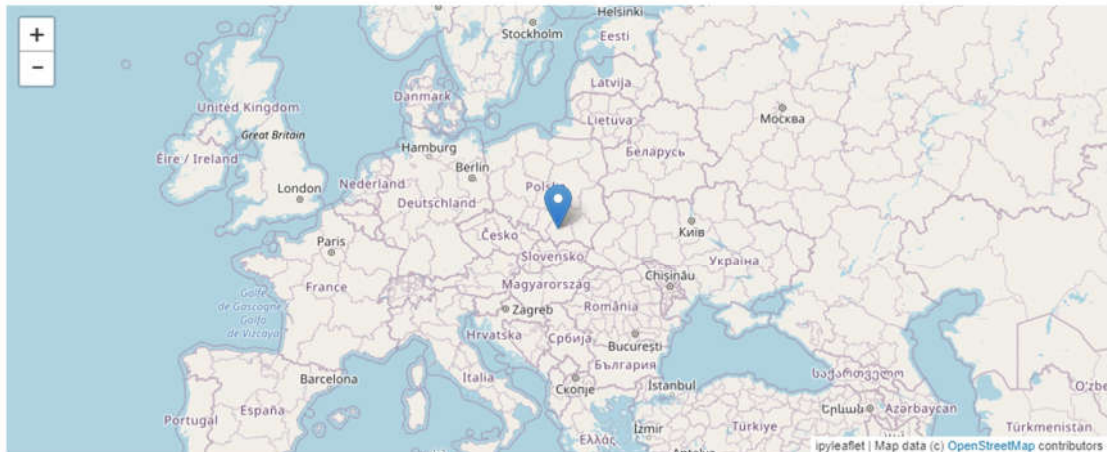 +
−
Helsinki
Stockholm
Eesti
Latvija
Danmark
Lietuva
Москва
United Kingdom
Great Britain
Éire / Ireland
Hamburg
Беларусь
Berlin
London
Nederland
Polska
Deutschland
Київ
Paris
Česko
Україна
Slovensko
Chișinău
Magyarország
France
România
Golfe
de Gascogne
Golfo
de Vizcaya
Zagreb
Hrvatska
Србија
București
България
Barcelona
Italia
Скопје
İstanbul
საქართველო
Portugal
España
İzmir
Türkiye
Երևան
Azərbaycan
Türkmenistan
Ελλάς
ipyleaflet | Map data (c) OpenStreetMap contributors